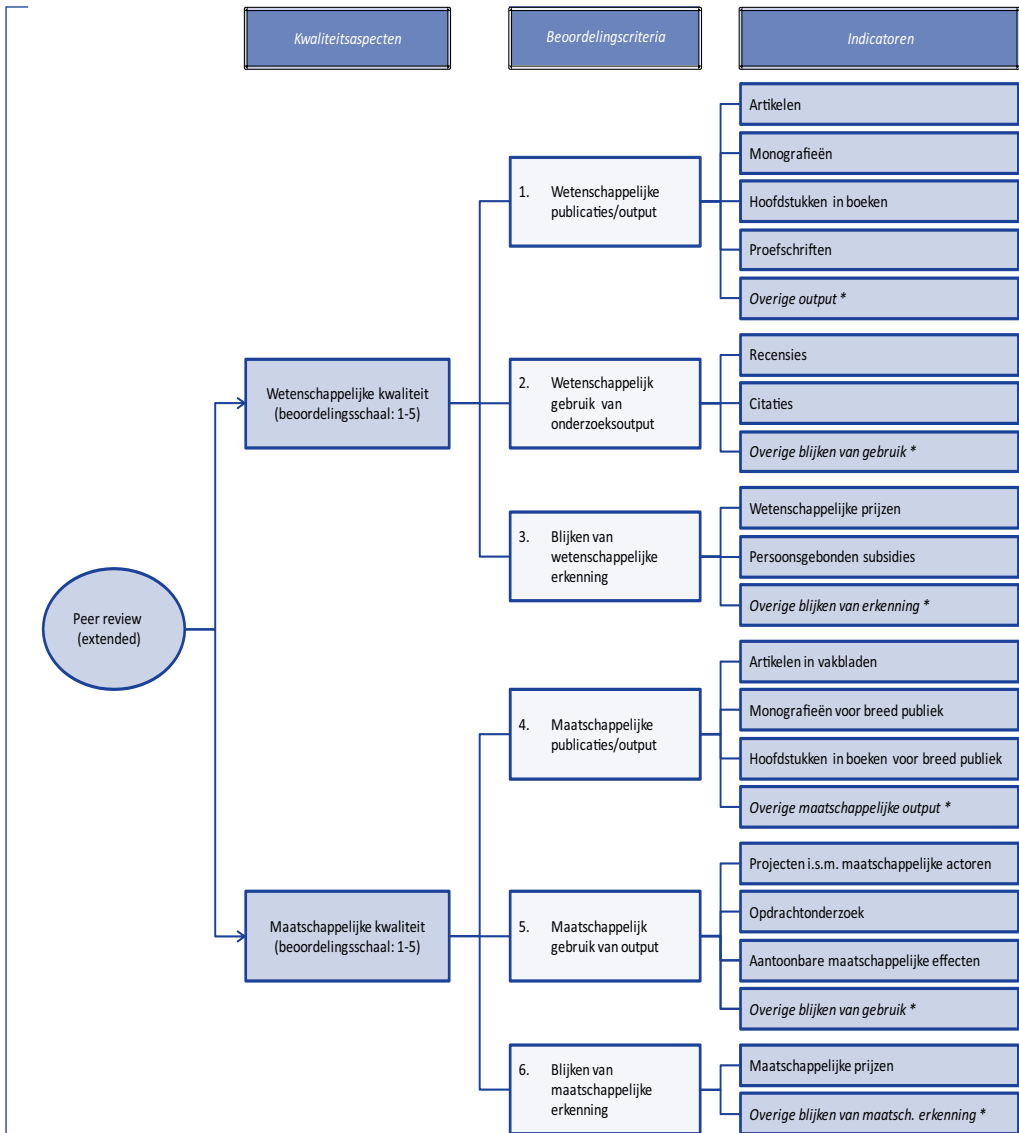 Kwaliteitsaspecten
Beoordelingscriteria
Indicatoren
Peer review
(extended)
Wetenschappelijke kwaliteit
(beoordelingsschaal: 1-5)
1. Wetenschappelijke
publicaties/output
Artikelen
Monografieën
Hoofdstukken in boeken
Proefschriften
Overige output *
2. Wetenschappelijk
gebruik van
onderzoeksoutput
Recensies
Citaties
Overige blijken van gebruik *
3. Blijken van
wetenschappelijke
erkenning
Wetenschappelijke prijzen
Persoonsgebonden subsidies
Overige blijken van erkenning *
Maatschappelijke kwaliteit
(beoordelingsschaal: 1-5)
4. Maatschappelijke
publicaties/output
Artikelen in vakbladen
Monografieën voor breed publiek
Hoofdstukken in boeken voor breed publiek
Overige maatschappelijke output *
5. Maatschappelijk
gebruik van output
Projecten i.s.m. maatschappelijke actoren
Opdrachtonderzoek
Aantoonbare maatschappelijke effecten
Overige blijken van gebruik *
6. Blijken van
maatschappelijke
erkenning
Maatschappelijke prijzen
Overige blijken van maatsch. erkenning *